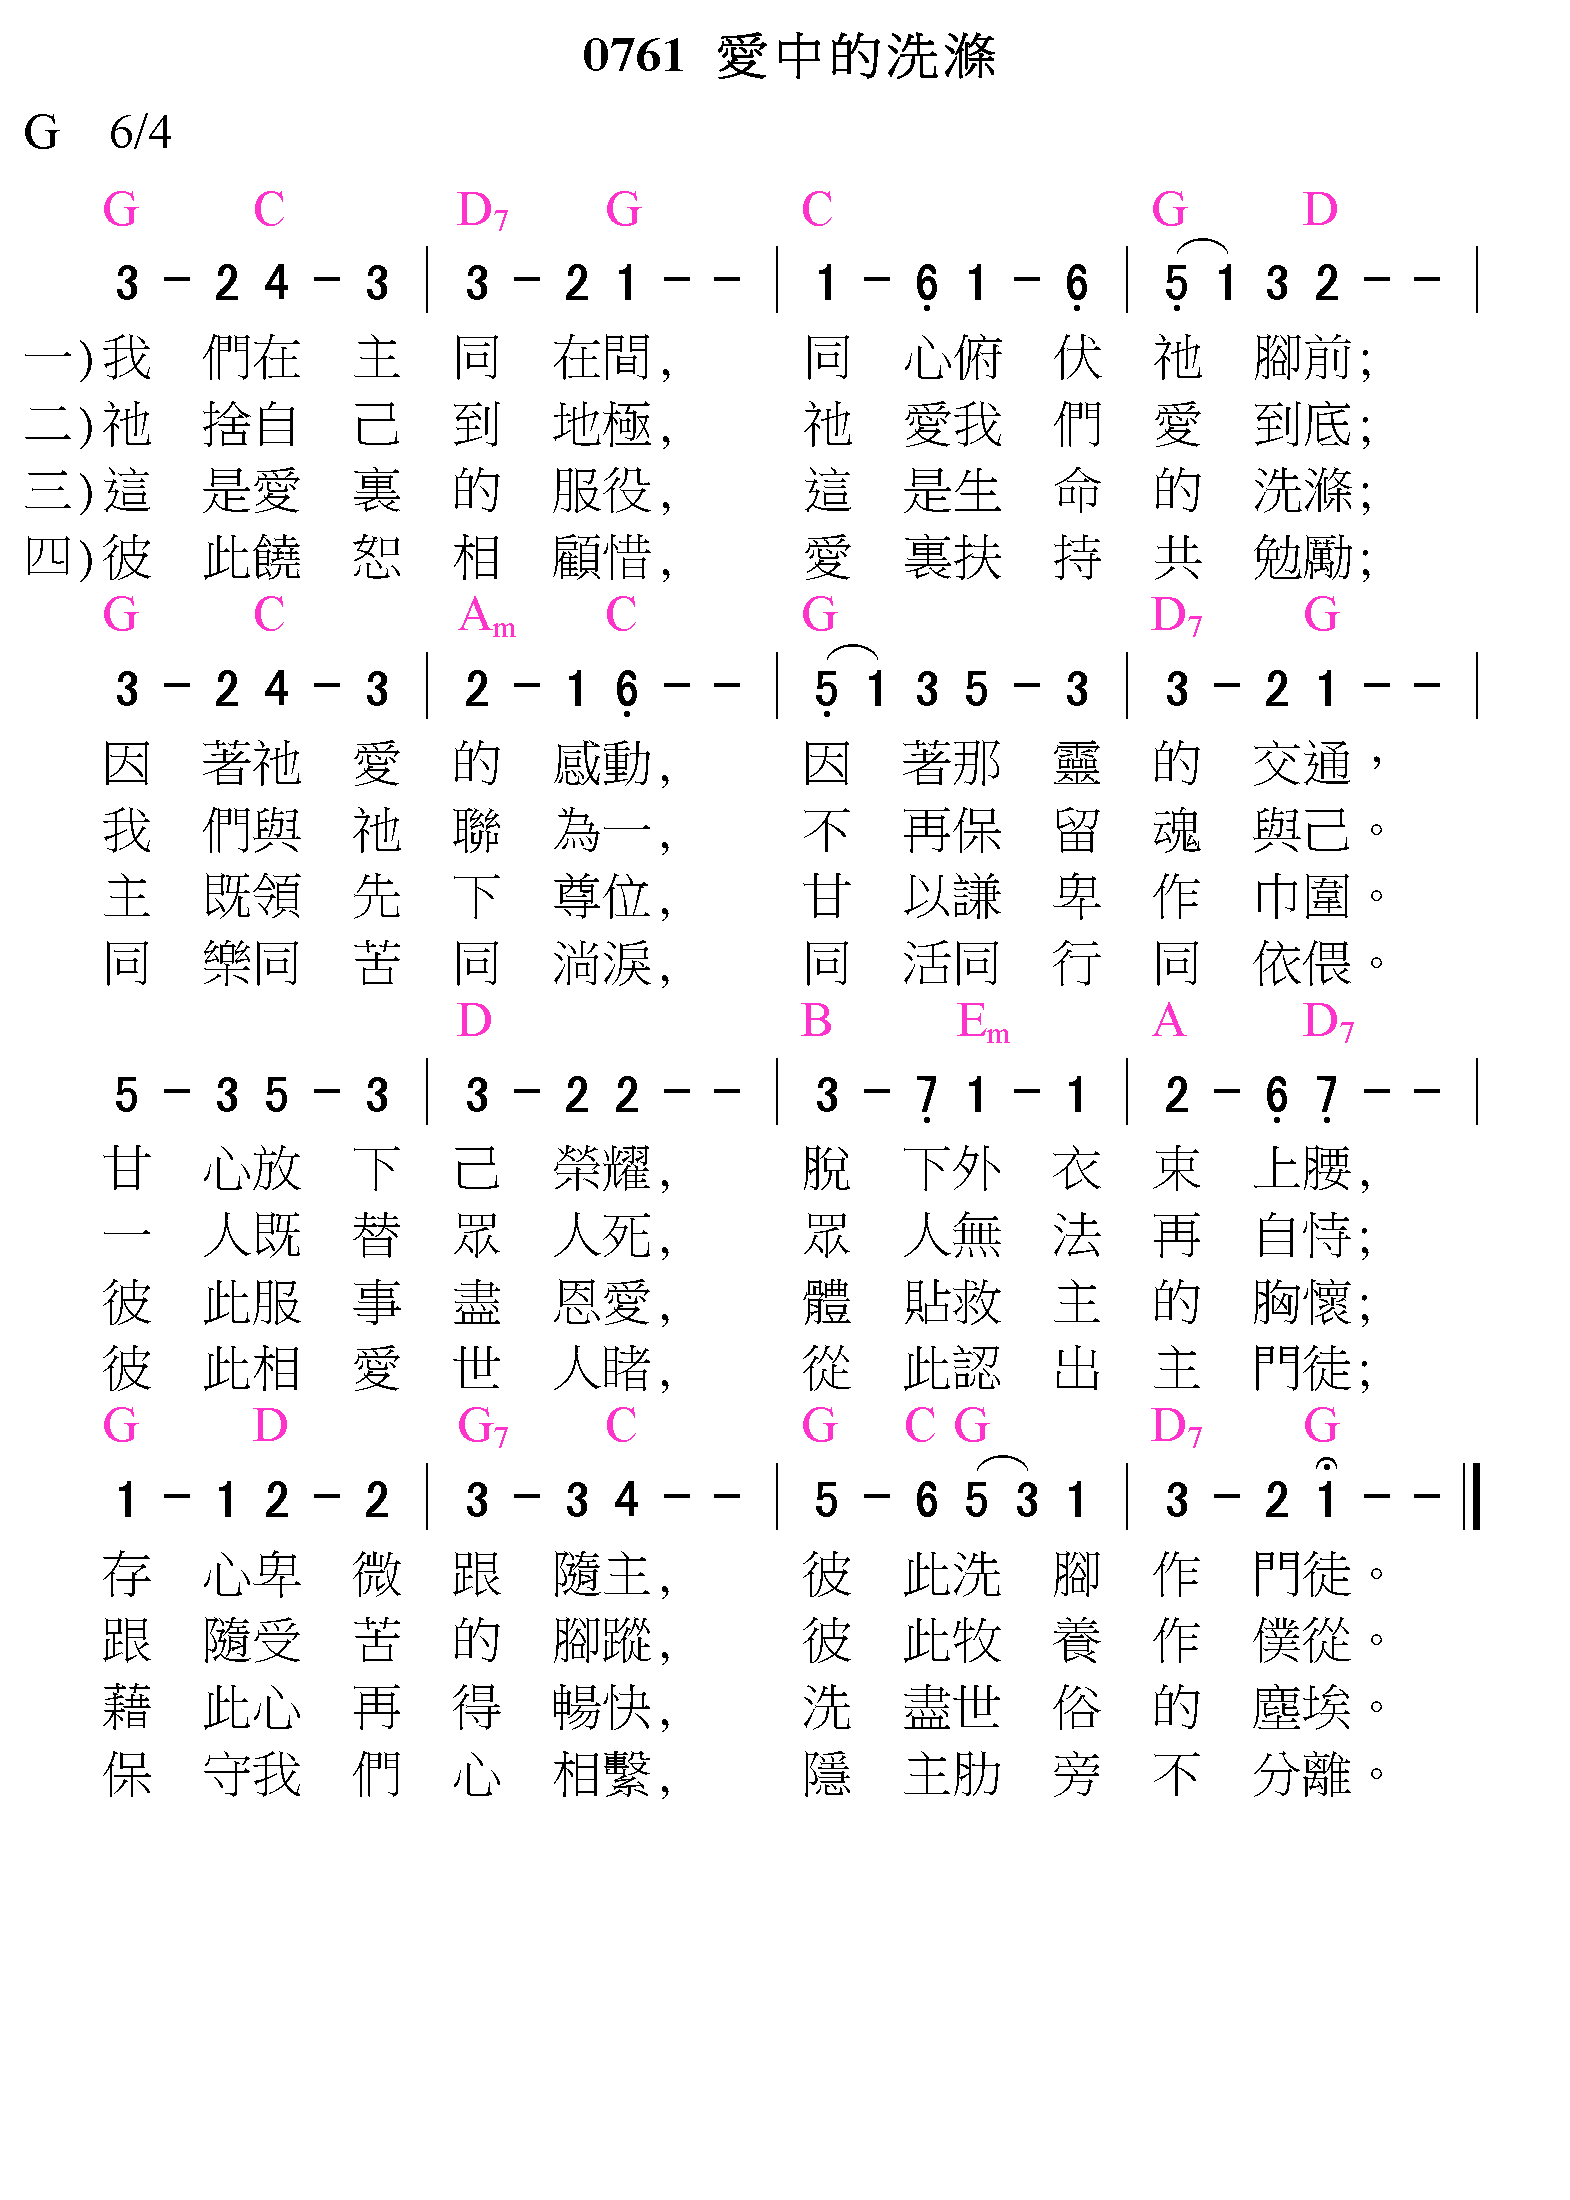 0761 愛中的洗滌
G 6/4
G C D7 G C G D
3 - 2 4 - 3 | 3 - 2 1 - - | 1 - 6̣ 1 - 6̣ | 5̣ 1 3 2 - - |
一)我 們在 主 同 在間, 同 心俯 伏 祂 腳前;
二)祂 捨自 己 到 地極, 祂 愛我 們 愛 到底;
三)這 是愛 裏 的 服役, 這 是生 命 的 洗滌;
四)彼 此饒 恕 相 顧惜, 愛 裏扶 持 共 勉勵;
G C Am C G D7 G
3 - 2 4 - 3 | 2 - 1 6̣ - - | 5̣ 1 3 5 - 3 | 3 - 2 1 - - |
因 著祂 愛 的 感動, 因 著那 靈 的 交通，
我 們與 祂 聯 為一, 不 再保 留 魂 與己。
主 既領 先 下 尊位, 甘 以謙 卑 作 巾圍。
同 樂同 苦 同 淌淚, 同 活同 行 同 依偎。
D B Em A D7
5 - 3 5 - 3 | 3 - 2 2 - - | 3 - 7̣ 1 - 1 | 2 - 6̣ 7̣ - - |
甘 心放 下 己 榮耀, 脫 下外 衣 束 上腰,
一 人既 替 眾 人死, 眾 人無 法 再 自恃;
彼 此服 事 盡 恩愛, 體 貼救 主 的 胸懷;
彼 此相 愛 世 人睹, 從 此認 出 主 門徒;
G D G7 C G C G D7 G
1 - 1 2 - 2 | 3 - 3 4 - - | 5 - 6 5 3 1 | 3 - 2 1 - - ‖
存 心卑 微 跟 隨主, 彼 此洗 腳 作 門徒。
跟 隨受 苦 的 腳蹤, 彼 此牧 養 作 僕從。
藉 此心 再 得 暢快, 洗 盡世 俗 的 塵埃。
保 守我 們 心 相繫, 隱 主肋 旁 不 分離。